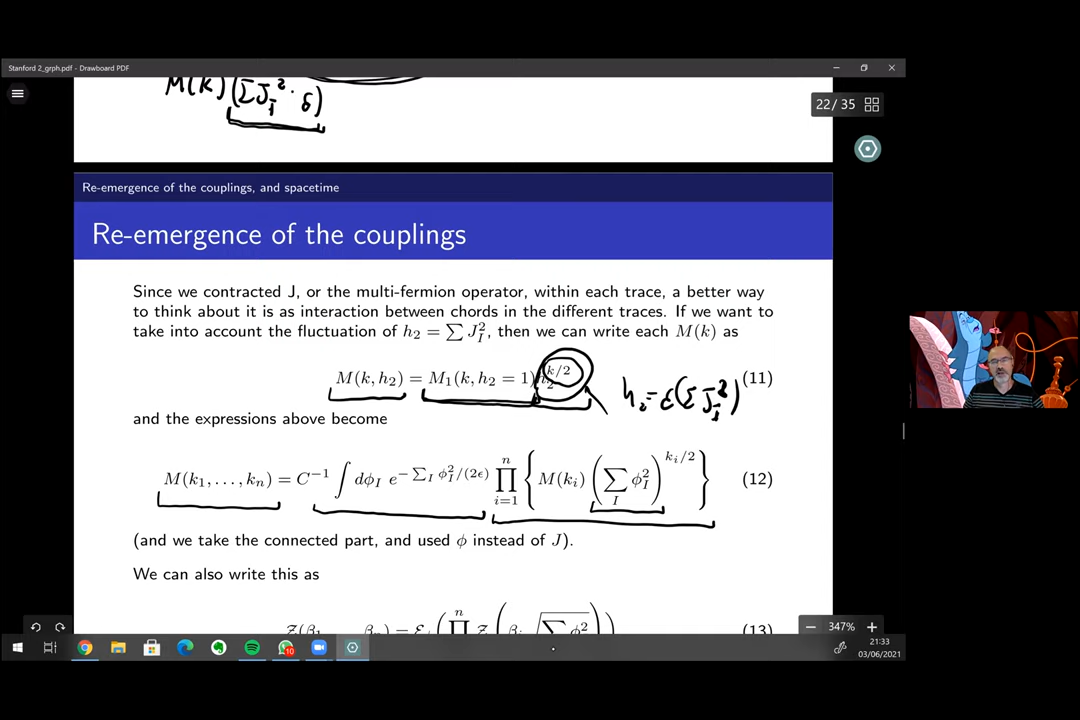 Stanford 2_grph.pdf - Drawboard PDF
M(k)(ΣJ_I^2 · 6)
22 / 35
Re-emergence of the couplings, and spacetime
Re-emergence of the couplings
Since we contracted J, or the multi-fermion operator, within each trace, a better way
to think about it is as interaction between chords in the different traces. If we want to
take into account the fluctuation of h_2 = ∑ J_I^2, then we can write each M(k) as
M(k, h_2) = M_1(k, h_2 = 1)h_2^{k/2} (11)
h_2 = ε(ΣJ_I^2)
and the expressions above become
M(k_1, . . . , k_n) = C^{-1} ∫ dϕ_I e^{-∑_I ϕ_I^2/(2ϵ)} ∏_{i=1}^n { M(k_i) (∑_I ϕ_I^2)^{k_i/2} } (12)
(and we take the connected part, and used ϕ instead of J).
We can also write this as
(13)
347%
10
21:33
03/06/2021